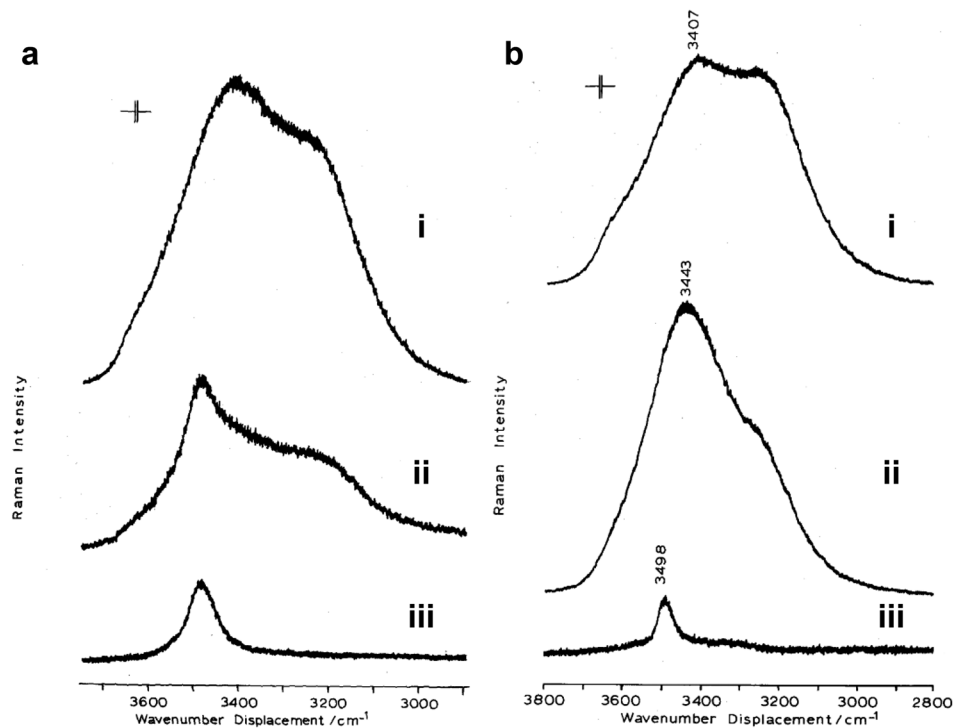 a
i
ii
iii
Raman Intensity
3600 3400 3200 3000
Wavenumber Displacement /cm⁻¹
b
3407
i
3443
ii
3498
iii
Raman Intensity
3800 3600 3400 3200 3000 2800
Wavenumber Displacement /cm⁻¹